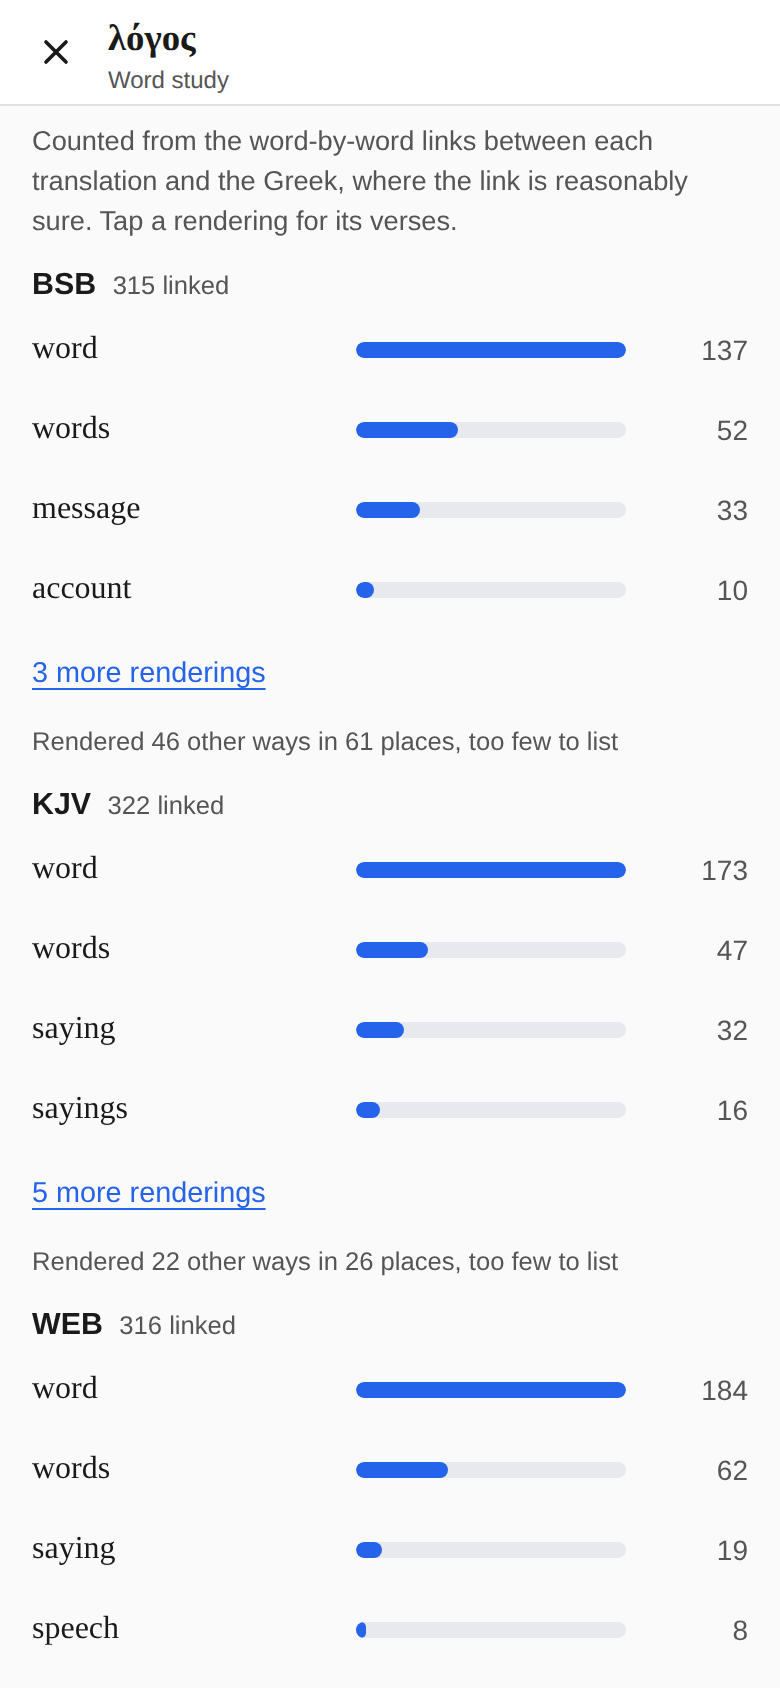 λόγος
Word study
Counted from the word-by-word links between each
translation and the Greek, where the link is reasonably
sure. Tap a rendering for its verses.
BSB 315 linked
word 137
words 52
message 33
account 10
3 more renderings
Rendered 46 other ways in 61 places, too few to list
KJV 322 linked
word 173
words 47
saying 32
sayings 16
5 more renderings
Rendered 22 other ways in 26 places, too few to list
WEB 316 linked
word 184
words 62
saying 19
speech 8